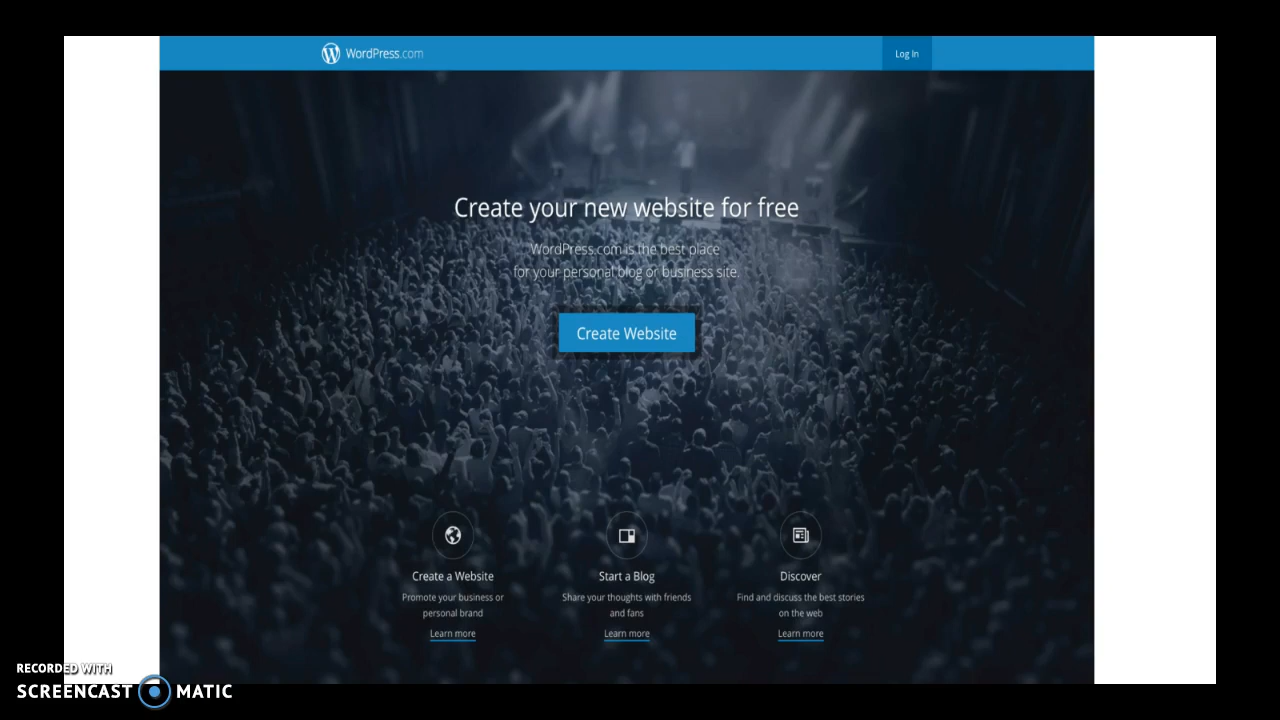 WordPress.com
Log In
Create your new website for free
WordPress.com is the best place
for your personal blog or business site.
Create Website
Create a Website
Promote your business or
personal brand
Learn more
Start a Blog
Share your thoughts with friends
and fans
Learn more
Discover
Find and discuss the best stories
on the web
Learn more
RECORDED WITH
SCREENCAST MATIC